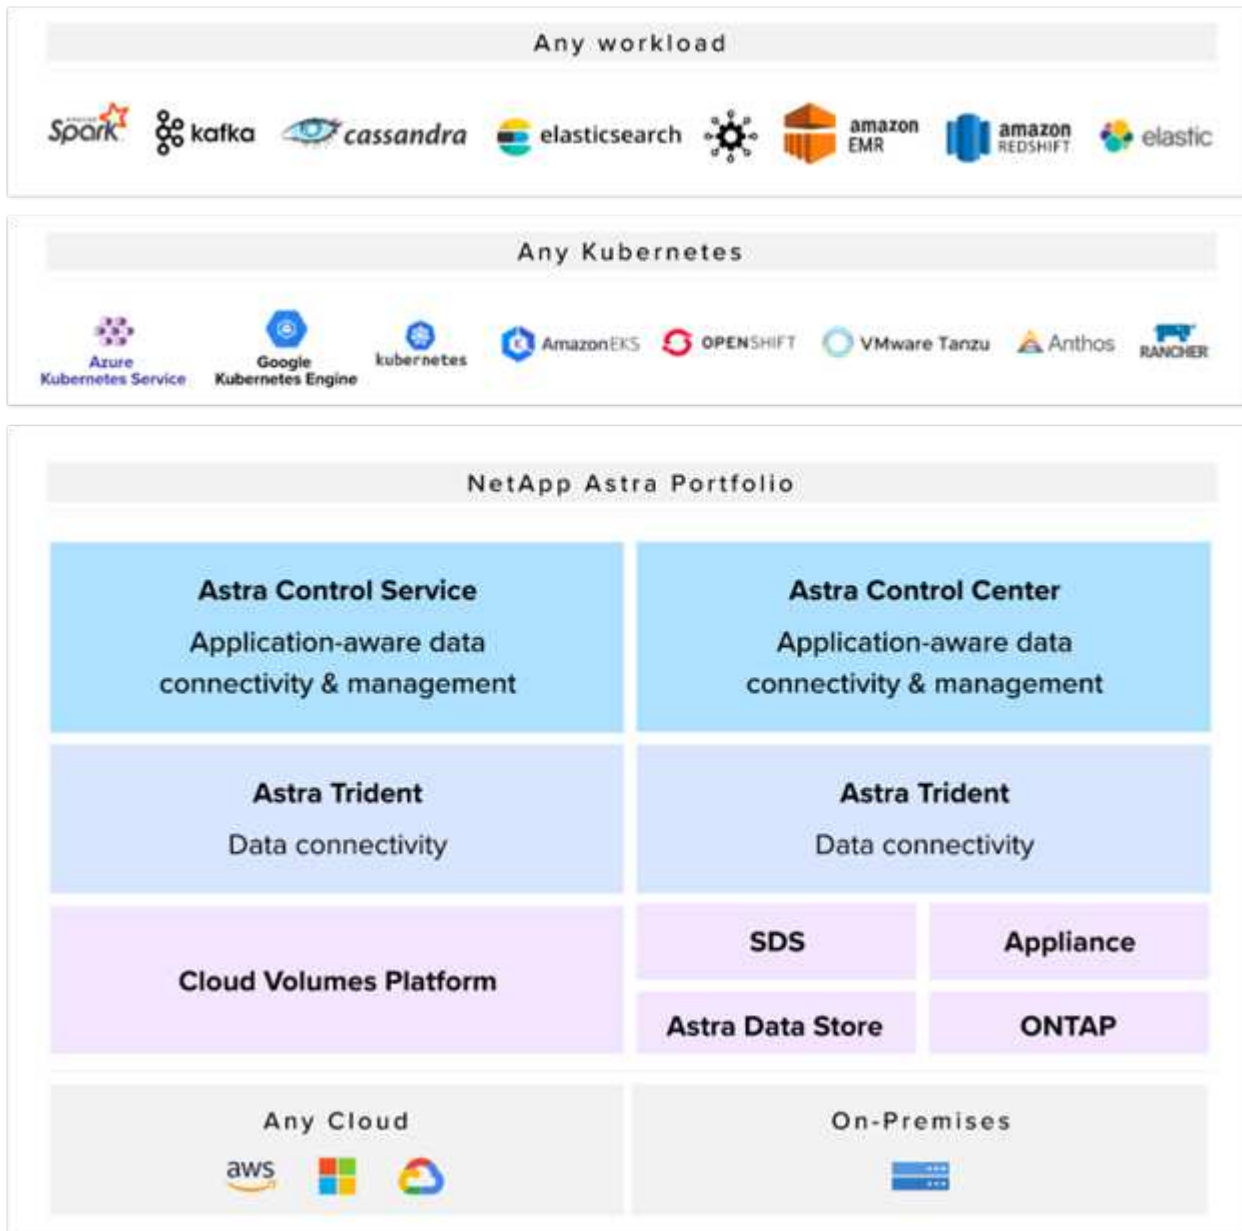 Any workload
APACHE
Spark
kafka
cassandra
elasticsearch
amazon
EMR
amazon
REDSHIFT
elastic
Any Kubernetes
Azure
Kubernetes Service
Google
Kubernetes Engine
kubernetes
Amazon EKS
OPENSHIFT
VMware Tanzu
Anthos
RANCHER
NetApp Astra Portfolio
Astra Control Service
Application-aware data
connectivity & management
Astra Control Center
Application-aware data
connectivity & management
Astra Trident
Data connectivity
Astra Trident
Data connectivity
Cloud Volumes Platform
SDS
Appliance
Astra Data Store
ONTAP
Any Cloud
aws
On-Premises